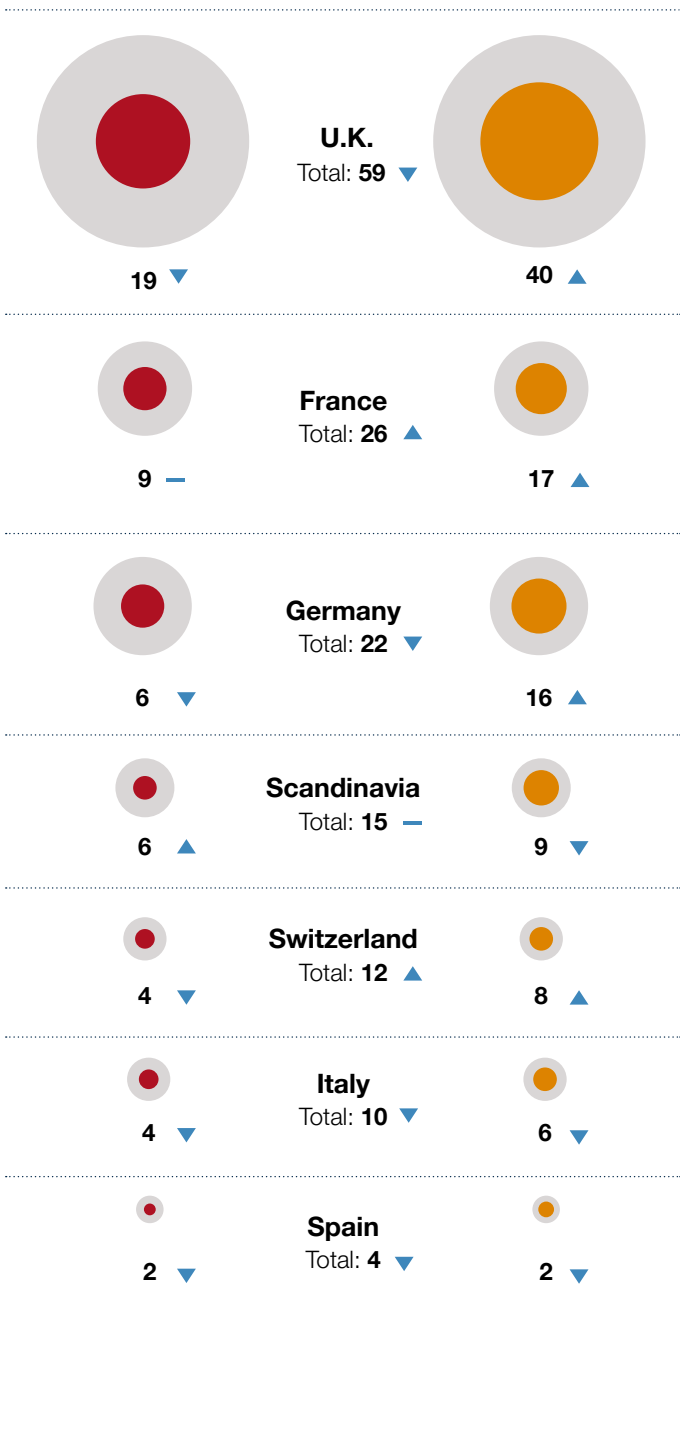 U.K.
Total: 59
19
40
France
Total: 26
9
17
Germany
Total: 22
6
16
Scandinavia
Total: 15
6
9
Switzerland
Total: 12
4
8
Italy
Total: 10
4
6
Spain
Total: 4
2
2